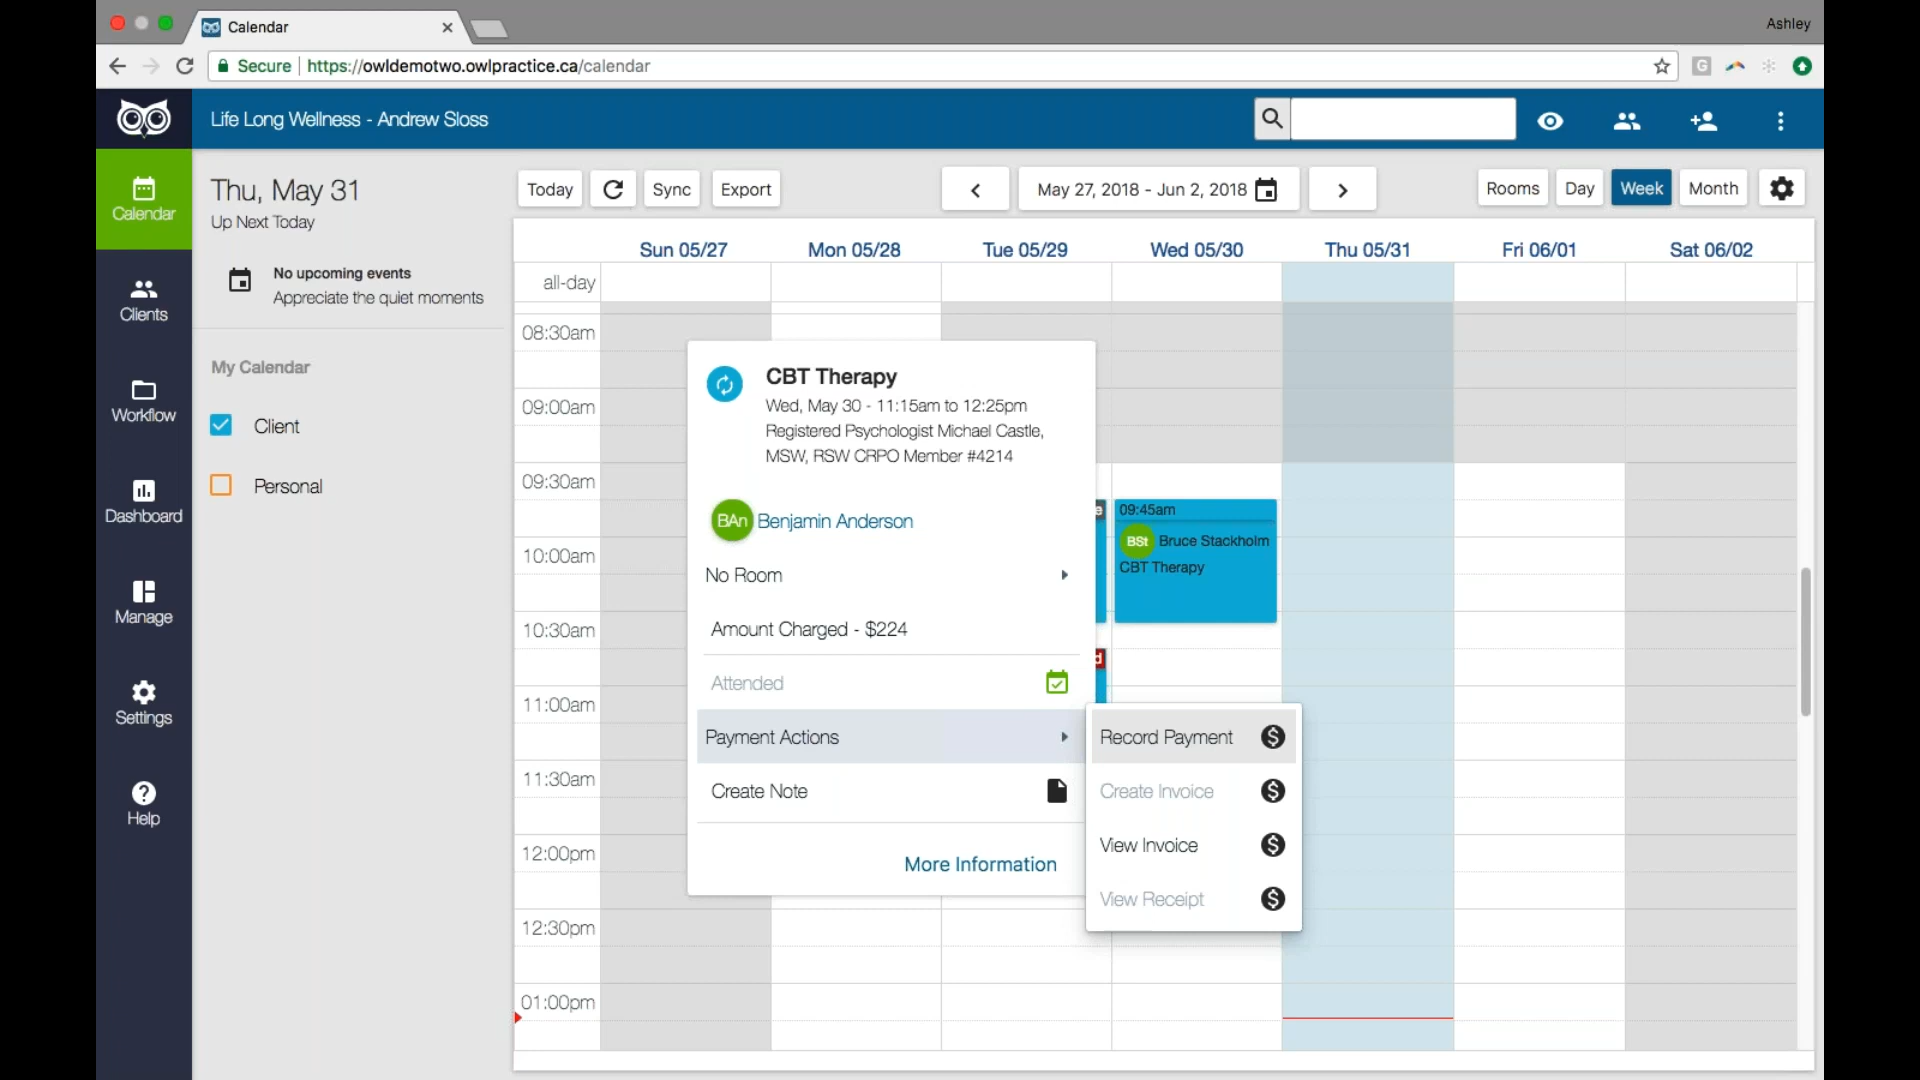 Calendar
Ashley
Secure
https://owldemotwo.owlpractice.ca/calendar
Life Long Wellness - Andrew Sloss
Calendar
Clients
Workflow
Dashboard
Manage
Settings
Help
Thu, May 31
Up Next Today
No upcoming events
Appreciate the quiet moments
My Calendar
Client
Personal
Today
Sync
Export
May 27, 2018 - Jun 2, 2018
Rooms
Day
Week
Month
Sun 05/27
Mon 05/28
Tue 05/29
Wed 05/30
Thu 05/31
Fri 06/01
Sat 06/02
all-day
08:30am
09:00am
09:30am
10:00am
10:30am
11:00am
11:30am
12:00pm
12:30pm
01:00pm
CBT Therapy
Wed, May 30 - 11:15am to 12:25pm
Registered Psychologist Michael Castle,
MSW, RSW CRPO Member #4214
BAn
Benjamin Anderson
No Room
Amount Charged - $224
Attended
Payment Actions
Create Note
More Information
e
d
09:45am
BSt
Bruce Stackholm
CBT Therapy
Record Payment
Create Invoice
View Invoice
View Receipt